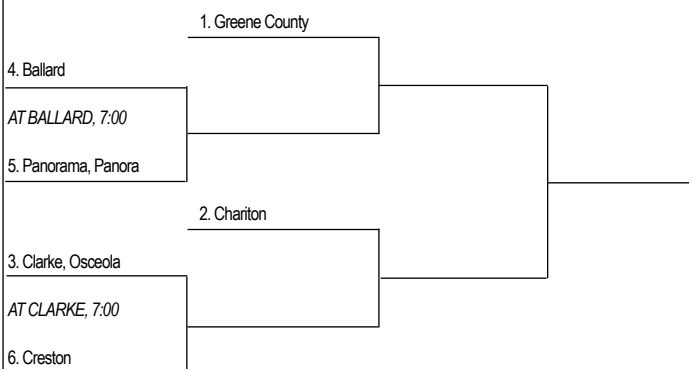 1. Greene County
4. Ballard
AT BALLARD, 7:00
5. Panorama, Panora
2. Chariton
3. Clarke, Osceola
AT CLARKE, 7:00
6. Creston